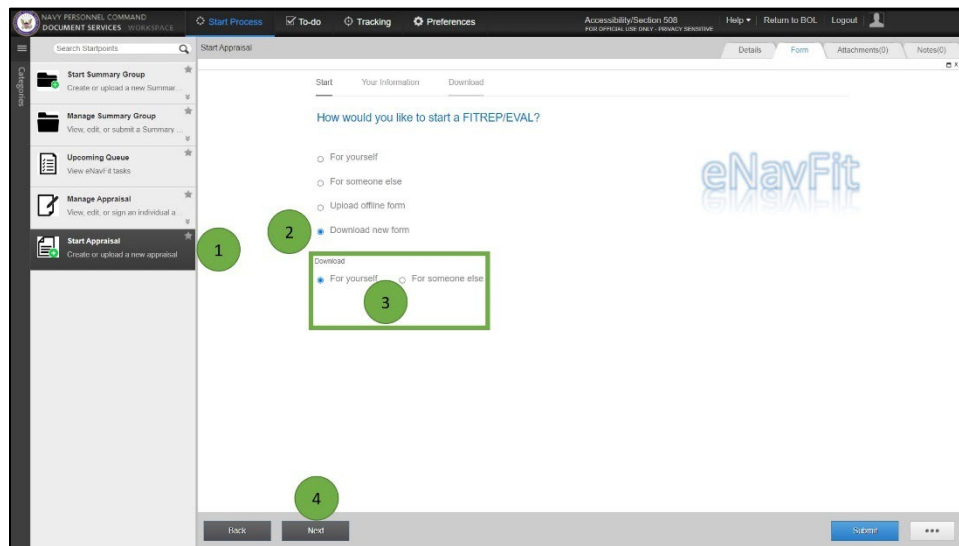 NAVY PERSONNEL COMMAND
DOCUMENT SERVICES WORKSPACE
Start Process
To-do
Tracking
Preferences
Accessibility/Section 508
FOR OFFICIAL USE ONLY - PRIVACY SENSITIVE
Help
Return to BOL
Logout
Search Startpoints
Start Appraisal
Details
Form
Attachments(0)
Notes(0)
Categories
Start Summary Group
Create or upload a new Summar...
Manage Summary Group
View, edit, or submit a Summary ...
Upcoming Queue
View eNavFit tasks
Manage Appraisal
View, edit, or sign an individual a
Start Appraisal
Create or upload a new appraisal
1
Start
Your Information
Download
How would you like to start a FITREP/EVAL?
For yourself
For someone else
Upload offline form
2
Download new form
Download
For yourself
For someone else
3
eNavFit
4
Back
Next
Submit